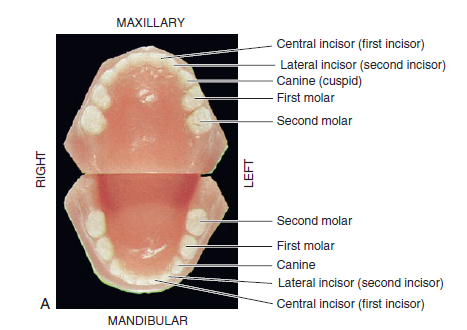 MAXILLARY
Central incisor (first incisor)
Lateral incisor (second incisor)
Canine (cuspid)
First molar
Second molar
RIGHT
LEFT
Second molar
First molar
Canine
Lateral incisor (second incisor)
Central incisor (first incisor)
A
MANDIBULAR